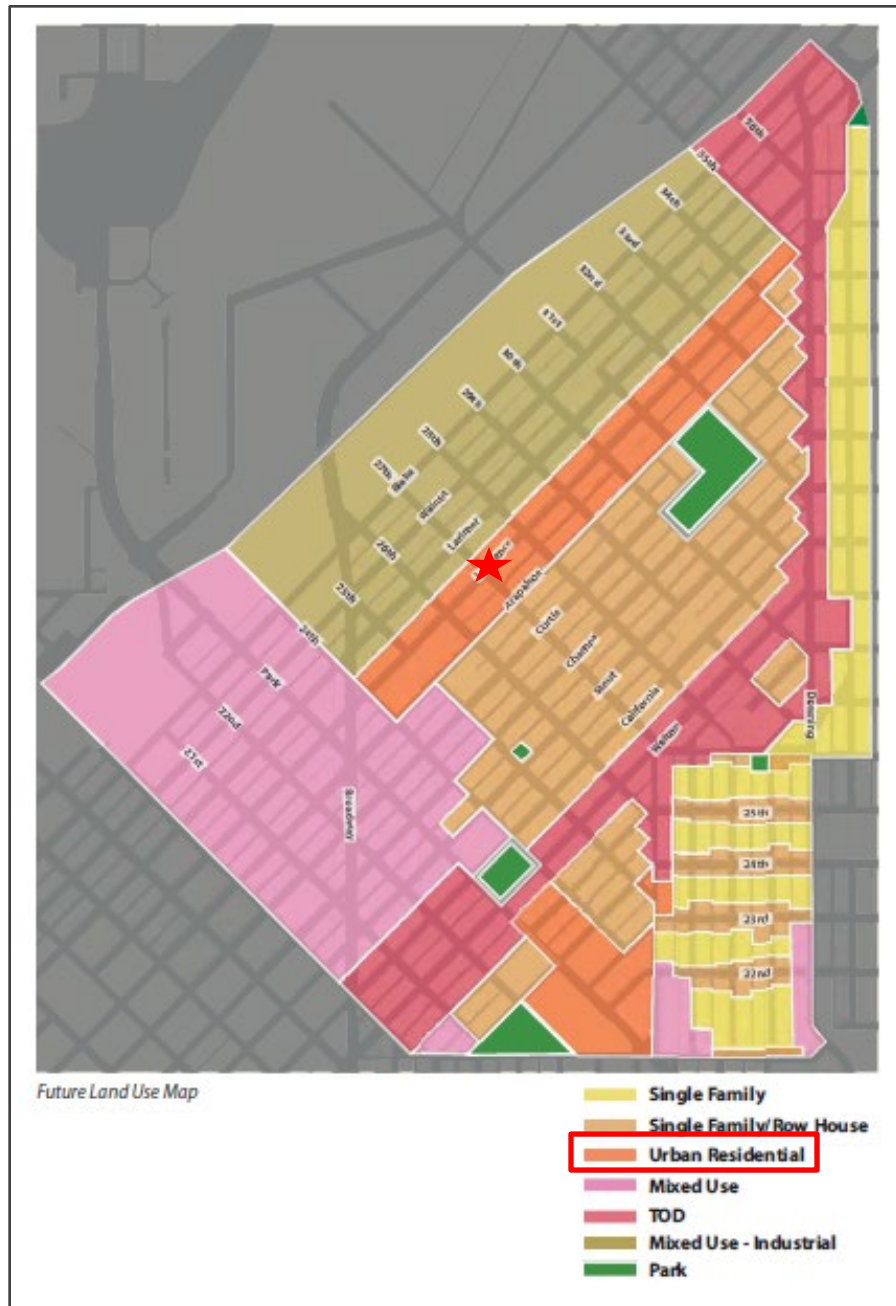 36th
35th
34th
33rd
32nd
31st
30th
29th
28th
27th
Blake
Walnut
Larimer
26th
25th
24th
Arapahoe
Curtis
Champa
Stout
California
Welton
Downing
Park
22nd
21st
Broadway
25th
24th
23rd
22nd
Future Land Use Map
Single Family
Single Family/Row House
Urban Residential
Mixed Use
TOD
Mixed Use - Industrial
Park